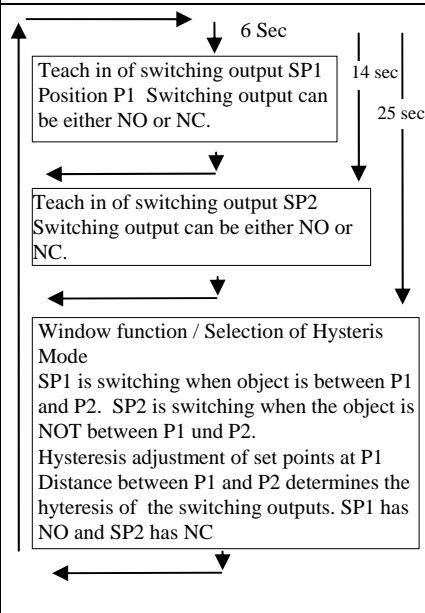 6 Sec
Teach in of switching output SP1
Position P1 Switching output can
be either NO or NC.
14 sec
25 sec
Teach in of switching output SP2
Switching output can be either NO or
NC.
Window function / Selection of Hysteris
Mode
SP1 is switching when object is between P1
and P2. SP2 is switching when the object is
NOT between P1 und P2.
Hysteresis adjustment of set points at P1
Distance between P1 and P2 determines the
hyteresis of the switching outputs. SP1 has
NO and SP2 has NC